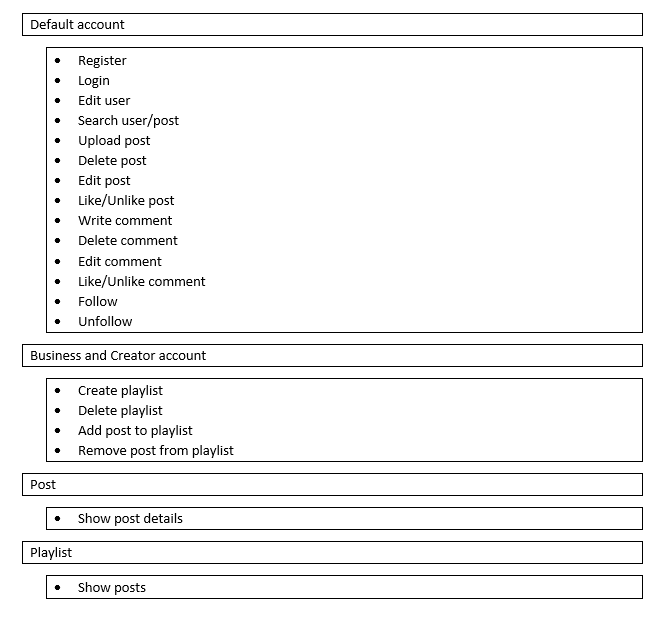 Default account
• Register
• Login
• Edit user
• Search user/post
• Upload post
• Delete post
• Edit post
• Like/Unlike post
• Write comment
• Delete comment
• Edit comment
• Like/Unlike comment
• Follow
• Unfollow
Business and Creator account
• Create playlist
• Delete playlist
• Add post to playlist
• Remove post from playlist
Post
• Show post details
Playlist
• Show posts